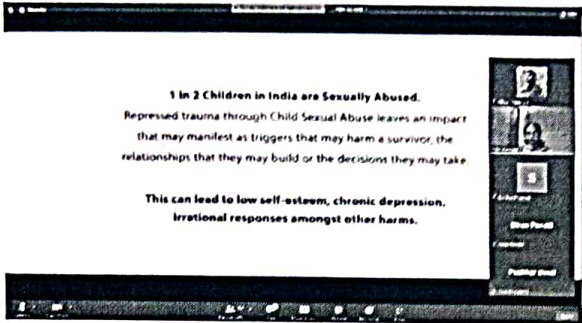 1 in 2 Children in India are Sexually Abused.
Repressed trauma through Child Sexual Abuse leaves an impact
that may manifest as triggers that may harm a survivor, the
relationships that they may build or the decisions they may take.
This can lead to low self-esteem, chronic depression,
irrational responses amongst other harms.
S